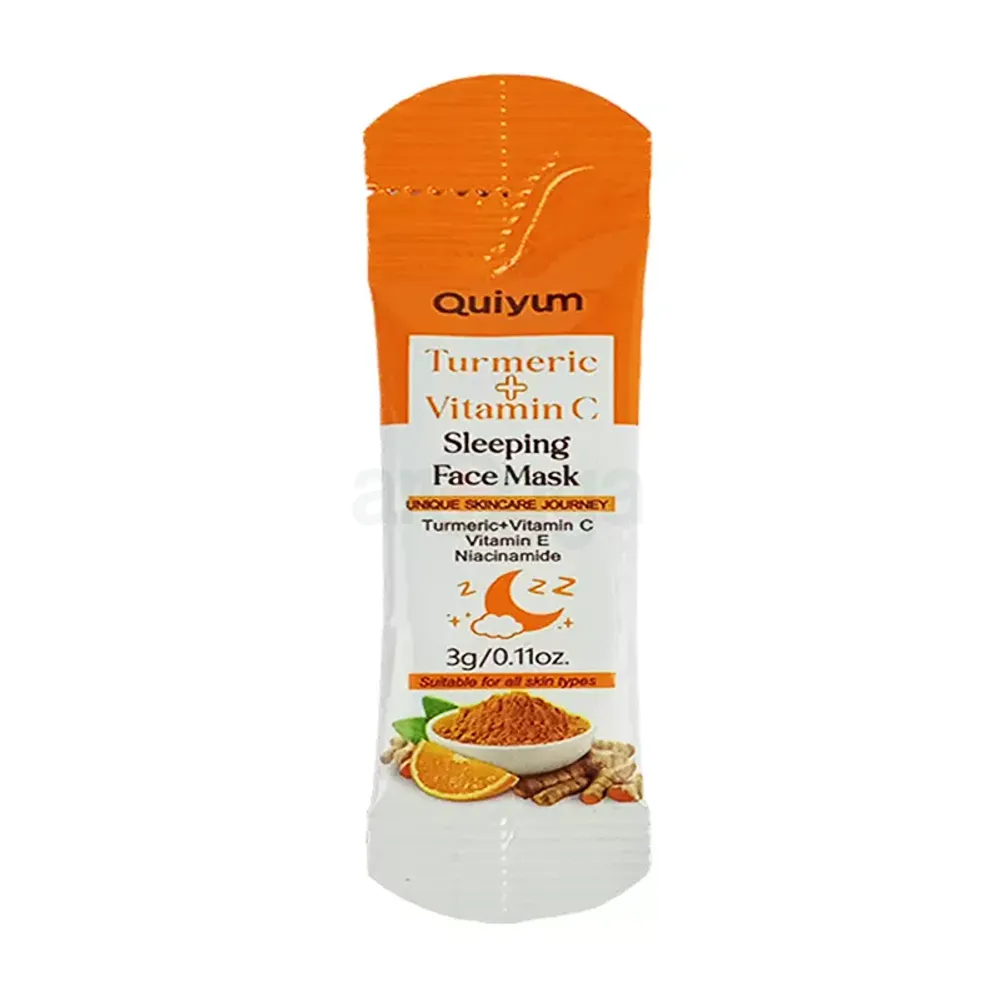 Quiyum
Turmeric
+
Vitamin C
Sleeping
Face Mask
UNIQUE SKINCARE JOURNEY
Turmeric+Vitamin C
Vitamin E
Niacinamide
z z z
3g/0.11oz.
Suitable for all skin types